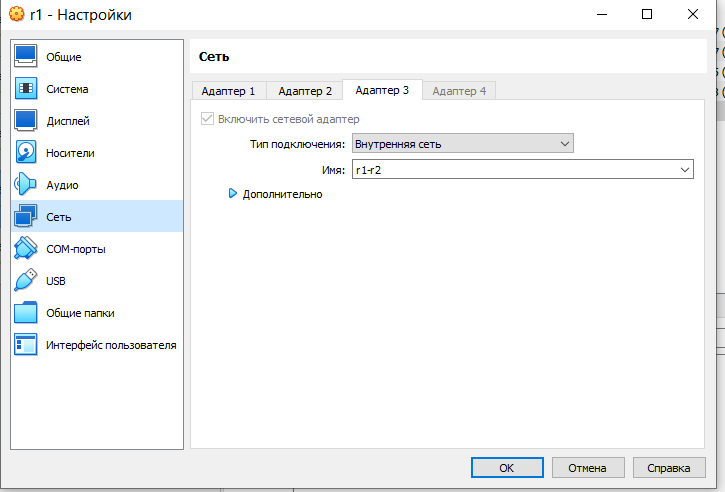 r1 - Настройки
Общие
Система
Дисплей
Носители
Аудио
Сеть
COM-порты
USB
Общие папки
Интерфейс пользователя
Сеть
Адаптер 1
Адаптер 2
Адаптер 3
Адаптер 4
Включить сетевой адаптер
Тип подключения: Внутренняя сеть
Имя: r1-r2
Дополнительно
OK
Отмена
Справка